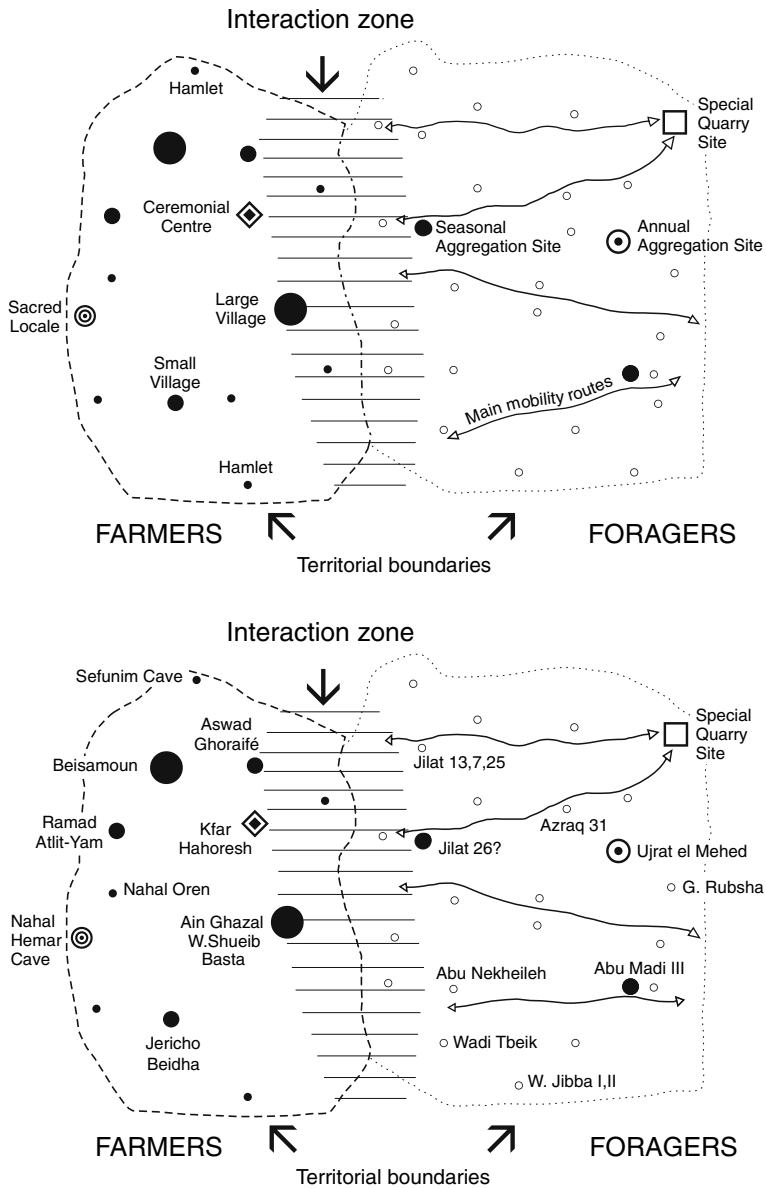 Interaction zone
Hamlet
Special
Quarry
Site
Ceremonial
Centre
Seasonal
Aggregation Site
Annual
Aggregation Site
Sacred
Locale
Large
Village
Small
Village
Main mobility routes
Hamlet
FARMERS
FORAGERS
Territorial boundaries
Interaction zone
Sefunim Cave
Aswad
Ghoraifé
Special
Quarry
Site
Beisamoun
Jilat 13,7,25
Ramad
Atlit-Yam
Kfar
Hahoresh
Azraq 31
Jilat 26?
Ujrat el Mehed
Nahal Oren
G. Rubsha
Nahal
Hemar
Cave
Ain Ghazal
W.Shueib
Basta
Abu Nekheileh
Abu Madi III
Jericho
Beidha
Wadi Tbeik
W. Jibba I,II
FARMERS
FORAGERS
Territorial boundaries